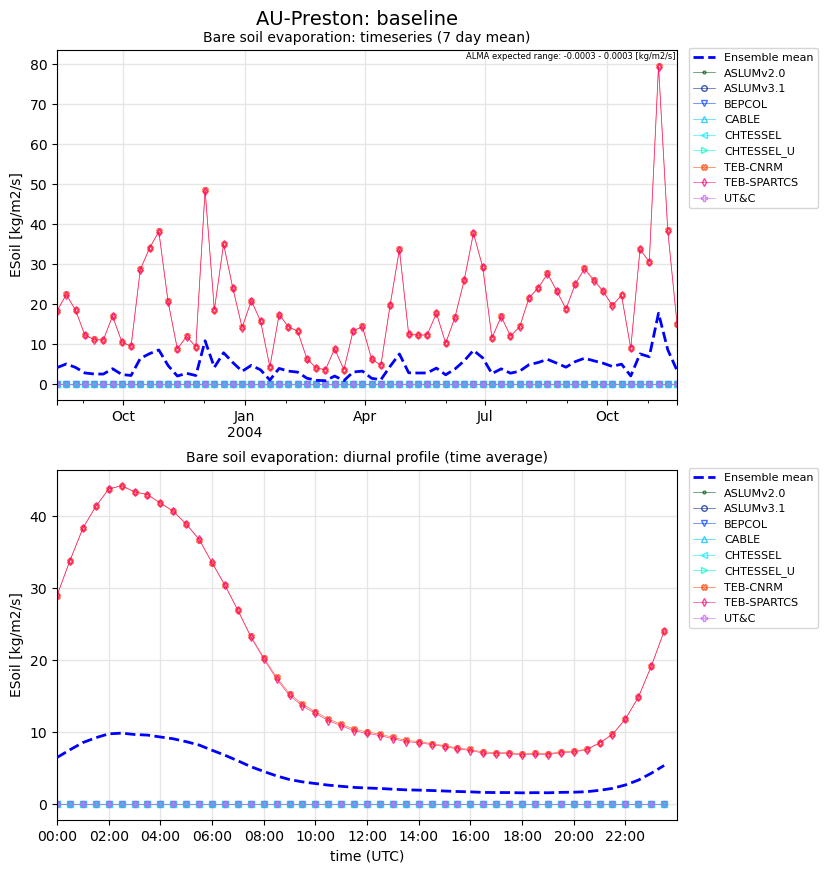 AU-Preston: baseline
Bare soil evaporation: timeseries (7 day mean)
ALMA expected range: -0.0003 - 0.0003 [kg/m2/s]
ESoil [kg/m2/s]
80
70
60
50
40
30
20
10
0
Oct
Jan
2004
Apr
Jul
Oct
Ensemble mean
ASLUMv2.0
ASLUMv3.1
BEPCOL
CABLE
CHTESSEL
CHTESSEL_U
TEB-CNRM
TEB-SPARTCS
UT&C
Bare soil evaporation: diurnal profile (time average)
ESoil [kg/m2/s]
40
30
20
10
0
00:00
02:00
04:00
06:00
08:00
10:00
12:00
14:00
16:00
18:00
20:00
22:00
time (UTC)
Ensemble mean
ASLUMv2.0
ASLUMv3.1
BEPCOL
CABLE
CHTESSEL
CHTESSEL_U
TEB-CNRM
TEB-SPARTCS
UT&C